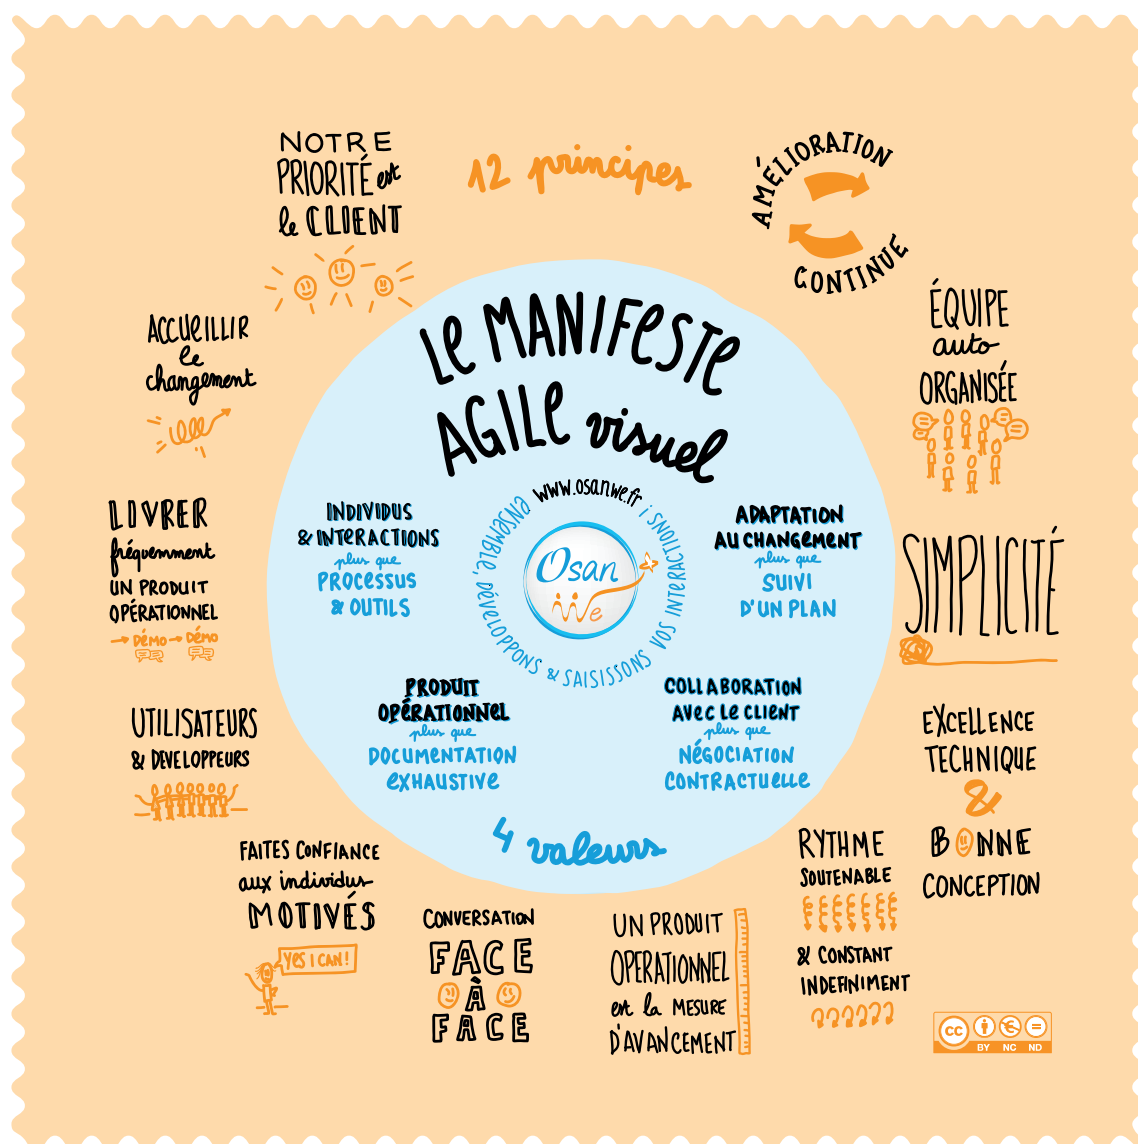 12 principes
NOTRE
PRIORITÉ est
le CLIENT
AMÉLIORATION
CONTINUE
ACCUEILLIR
le
changement
ÉQUIPE
auto
ORGANISÉE
LE MANIFESTE
AGILE visuel
www.osanwe.fr
ENSEMBLE, DÉVELOPPONS & SAISISSONS VOS INTERACTIONS !
Osan
We
INDIVIDUS
& INTERACTIONS
plus que
PROCESSUS
& OUTILS
ADAPTATION
AU CHANGEMENT
plus que
SUIVI
D'UN PLAN
PRODUIT
OPÉRATIONNEL
plus que
DOCUMENTATION
EXHAUSTIVE
COLLABORATION
AVEC LE CLIENT
plus que
NÉGOCIATION
CONTRACTUELLE
4 valeurs
LIVRER
fréquemment
UN PRODUIT
OPÉRATIONNEL
DÉMO DÉMO
SIMPLICITÉ
UTILISATEURS
& DEVELOPPEURS
EXCELLENCE
TECHNIQUE
&
BONNE
CONCEPTION
FAITES CONFIANCE
aux individus
MOTIVÉS
YES I CAN!
CONVERSATION
FACE
À
FACE
UN PRODUIT
OPERATIONNEL
est la MESURE
D'AVANCEMENT
RYTHME
SOUTENABLE
& CONSTANT
INDEFINIMENT
cc
BY NC ND